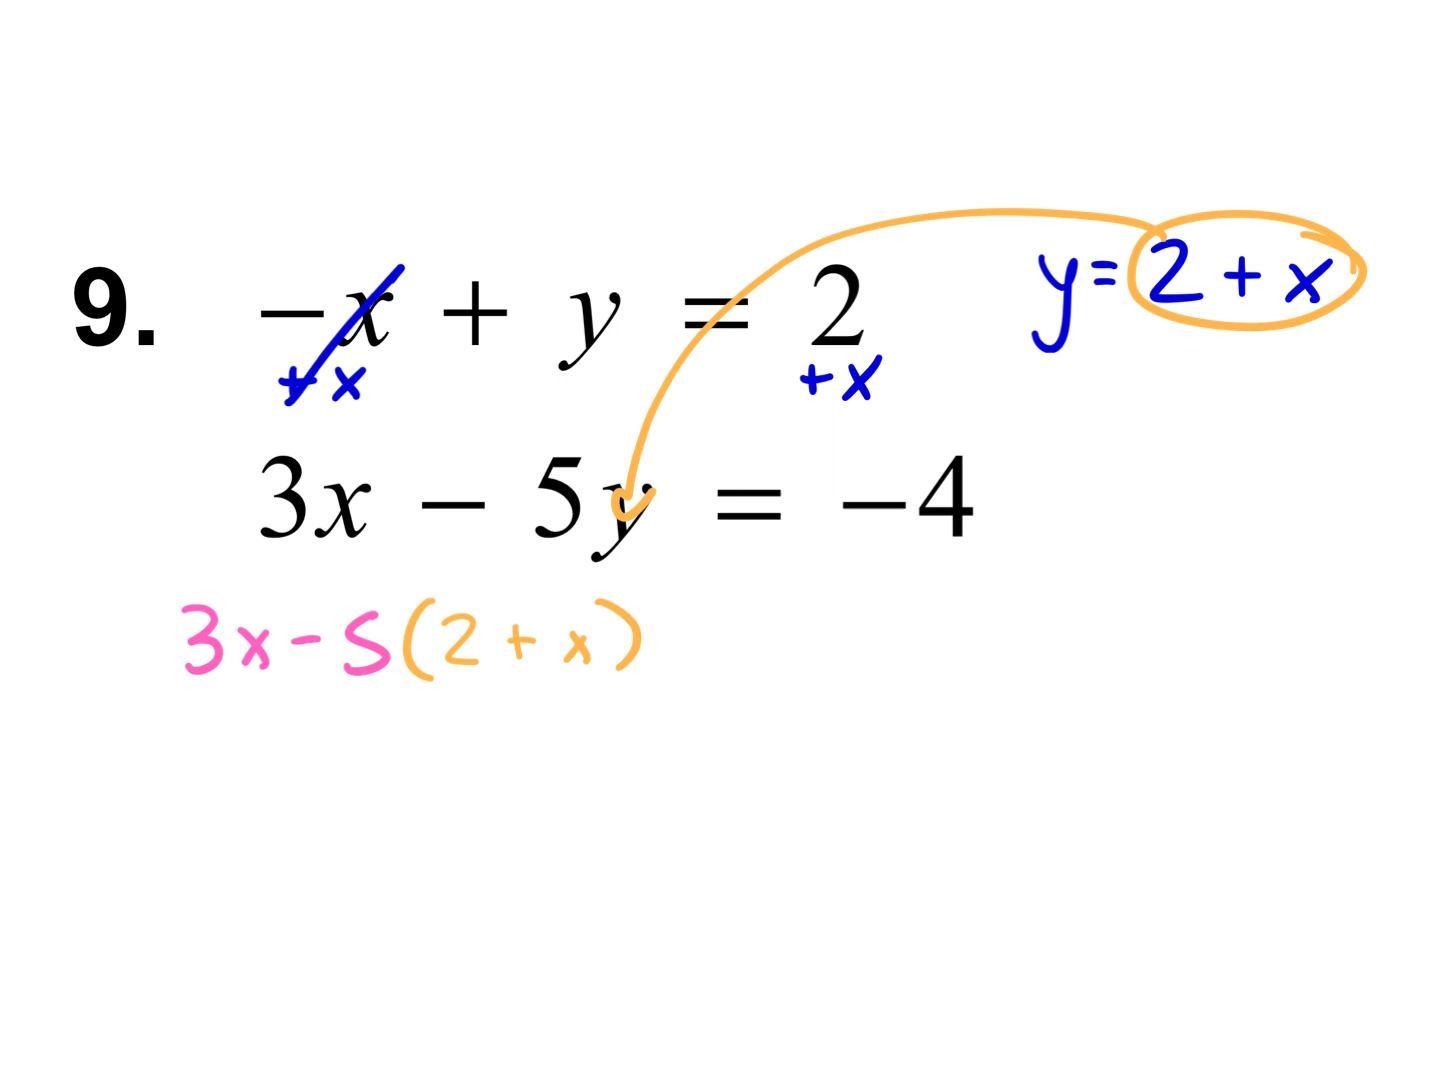 9. −x + y = 2
y = 2 + x
+ x +x
3x − 5y = −4
3x - 5(2 + x)